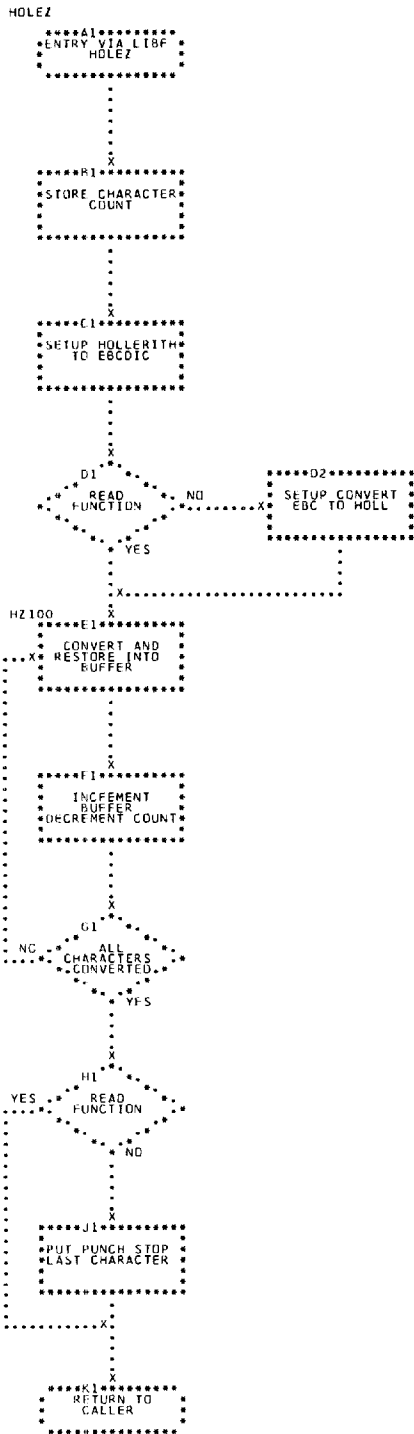 HOLEZ
A1
ENTRY VIA LIBF
HOLEZ
B1
STORE CHARACTER
COUNT
C1
SETUP HOLLERITH
TO EBCDIC
D1
READ
FUNCTION
NO
YES
D2
SETUP CONVERT
EBC TO HOLL
HZ100
E1
CONVERT AND
RESTORE INTO
BUFFER
F1
INCREMENT
BUFFER
DECREMENT COUNT
G1
ALL
CHARACTERS
CONVERTED
NO
YES
H1
READ
FUNCTION
YES
NO
J1
PUT PUNCH STOP
LAST CHARACTER
K1
RETURN TO
CALLER